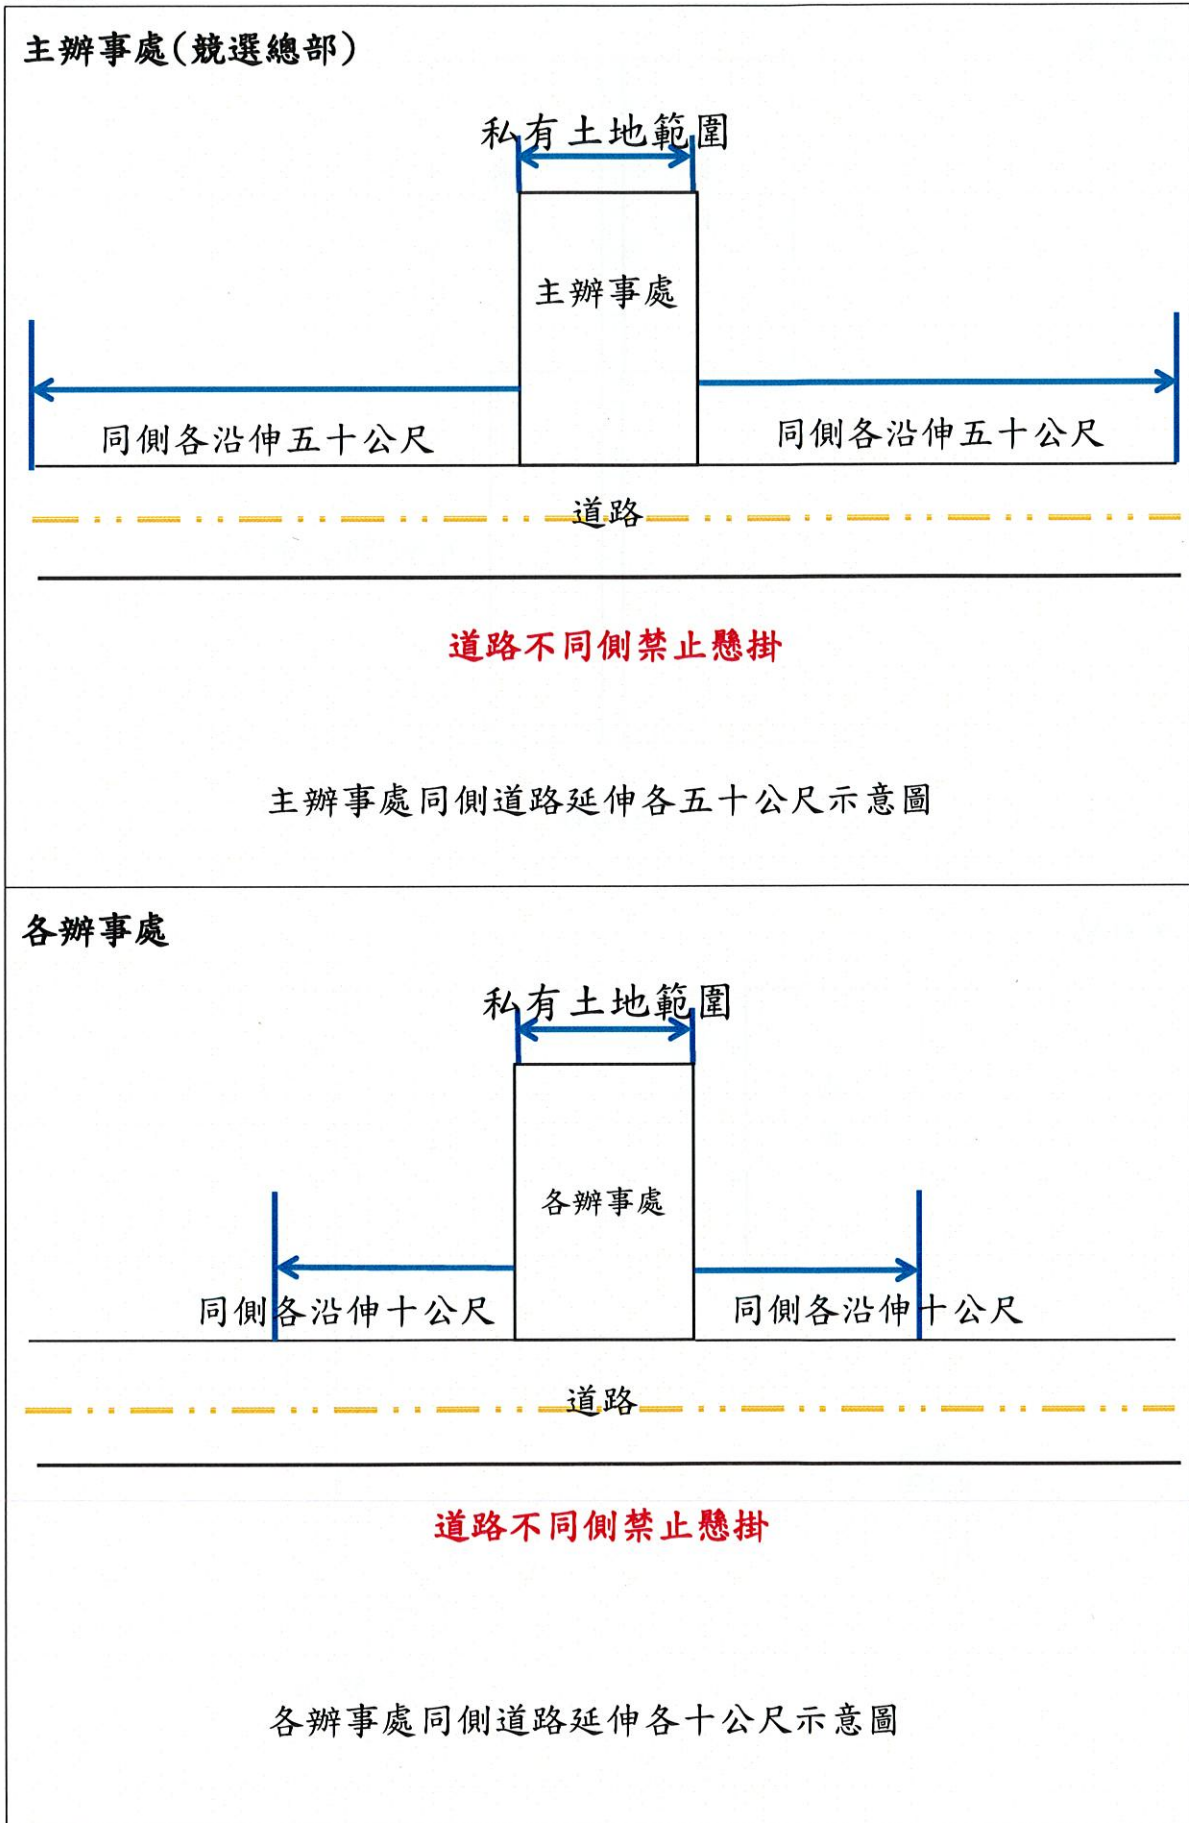 主辦事處(競選總部)
私有土地範圍
主辦事處
同側各沿伸五十公尺
同側各沿伸五十公尺
道路
道路不同側禁止懸掛
主辦事處同側道路延伸各五十公尺示意圖
各辦事處
私有土地範圍
各辦事處
同側各沿伸十公尺
同側各沿伸十公尺
道路
道路不同側禁止懸掛
各辦事處同側道路延伸各十公尺示意圖